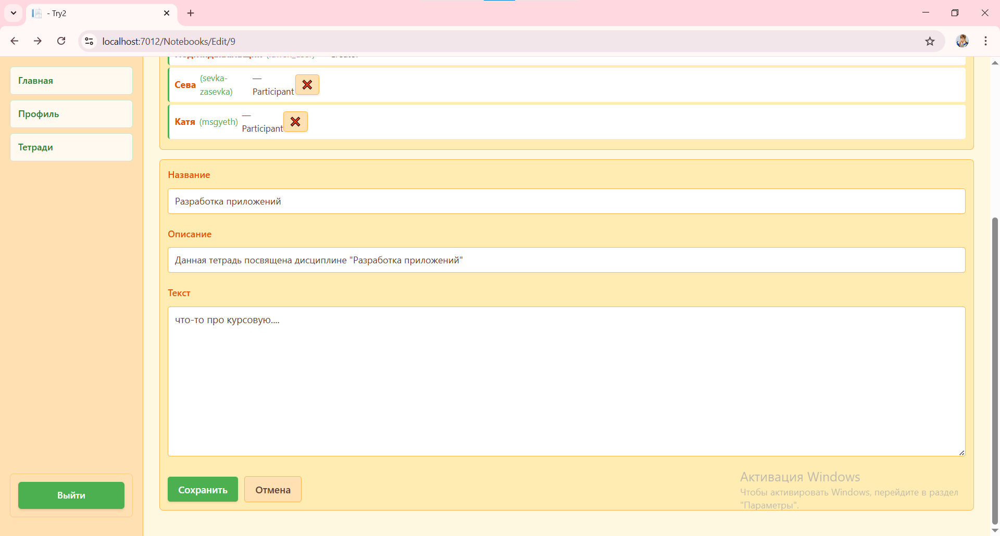 - Try2
localhost:7012/Notebooks/Edit/9
Главная
Профиль
Тетради
Выйти
Сева (sevka-zasevka) — Participant
Катя (msgyeth) — Participant
Название
Разработка приложений
Описание
Данная тетрадь посвящена дисциплине "Разработка приложений"
Текст
что-то про курсовую....
Сохранить Отмена
Активация Windows
Чтобы активировать Windows, перейдите в раздел
"Параметры".